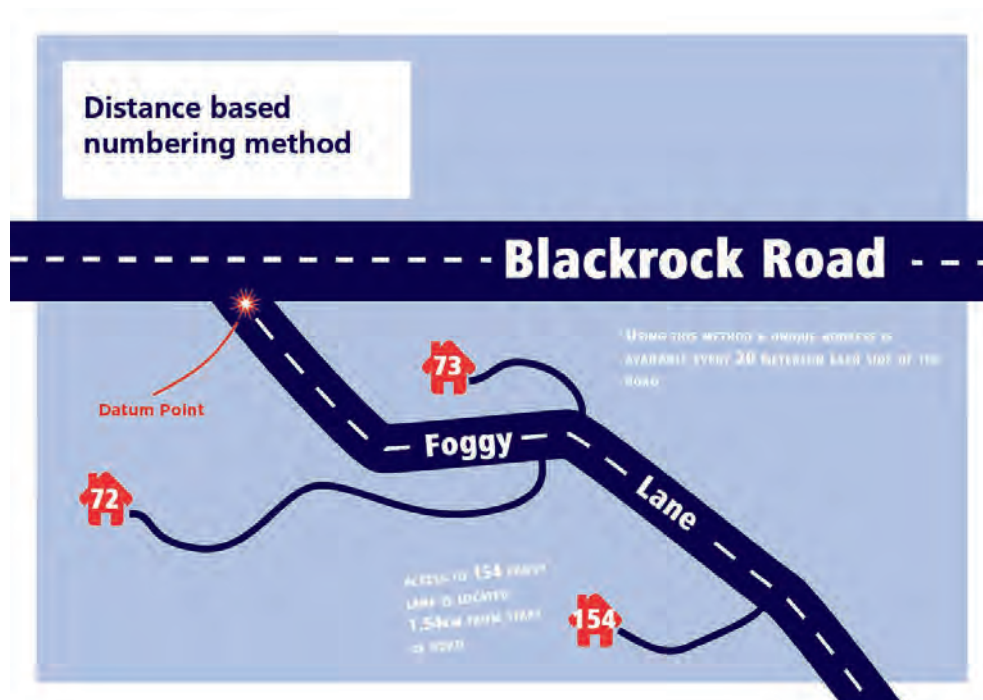 Distance based
numbering method
Blackrock Road
USING THIS METHOD A UNIQUE ADDRESS IS
AVAILABLE EVERY 20 METERS ON EACH SIDE OF THE
ROAD
73
Datum Point
Foggy
72
Lane
ACCESS TO 154 FOGGY
LANE IS LOCATED
1.54KM FROM START
OF ROAD
154